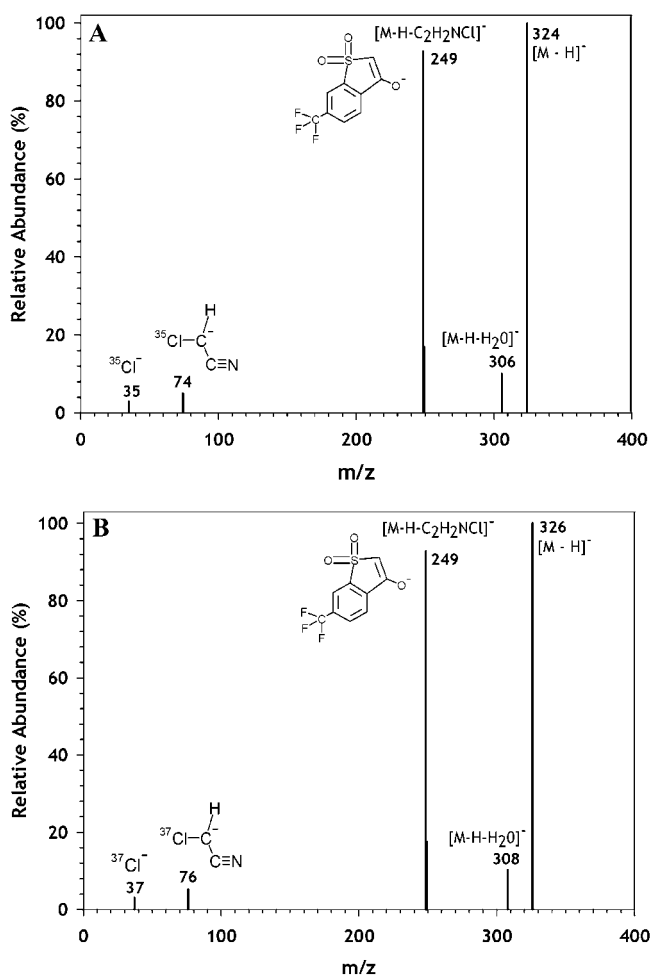 A
[M-H-C₂H₂NCl]⁻
324
249
[M - H]⁻
O
O
S
O⁻
F
C
F
F
H
³⁵Cl
C⁻
C≡N
³⁵Cl⁻
35
74
[M-H-H₂0]⁻
306
Relative Abundance (%)
100
80
60
40
20
0
0 100 200 300 400
m/z
B
[M-H-C₂H₂NCl]⁻
326
249
[M - H]⁻
O
O
S
O⁻
F
C
F
F
H
³⁷Cl
C⁻
C≡N
³⁷Cl⁻
37
76
[M-H-H₂0]⁻
308
Relative Abundance (%)
100
80
60
40
20
0
0 100 200 300 400
m/z